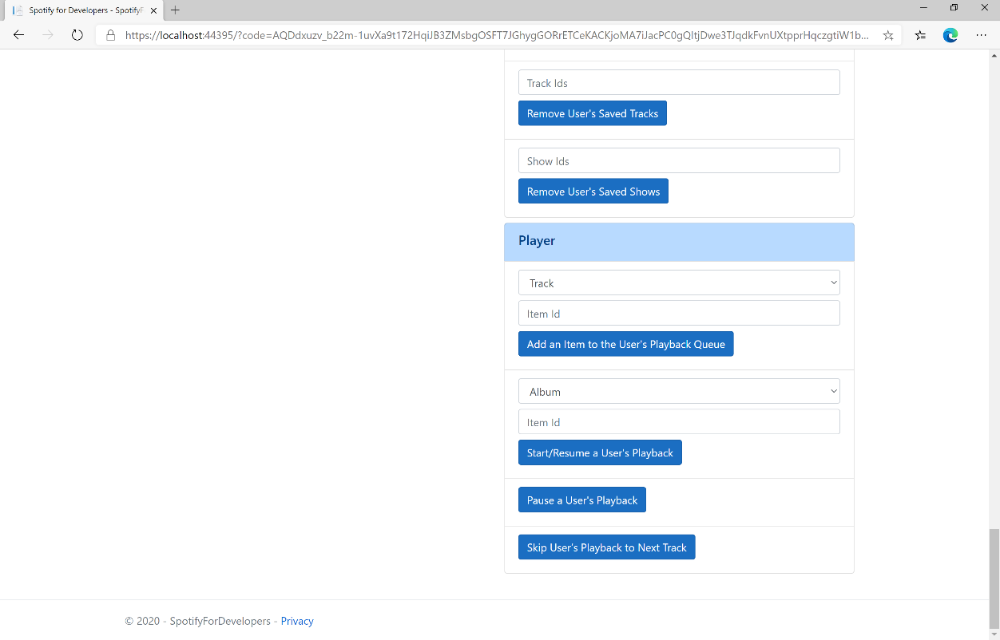 Spotify for Developers - SpotifyF
https://localhost:44395/?code=AQDdxuzv_b22m-1uvXa9t172HqiJB3ZMsbgOSFT7JGhygGORrETCeKACKjoMA7iJacPC0gQItjDwe3TJqdkFvnUXtpprHqczgtiW1b...
Track Ids
Remove User's Saved Tracks
Show Ids
Remove User's Saved Shows
Player
Track
Item Id
Add an Item to the User's Playback Queue
Album
Item Id
Start/Resume a User's Playback
Pause a User's Playback
Skip User's Playback to Next Track
© 2020 - SpotifyForDevelopers - Privacy